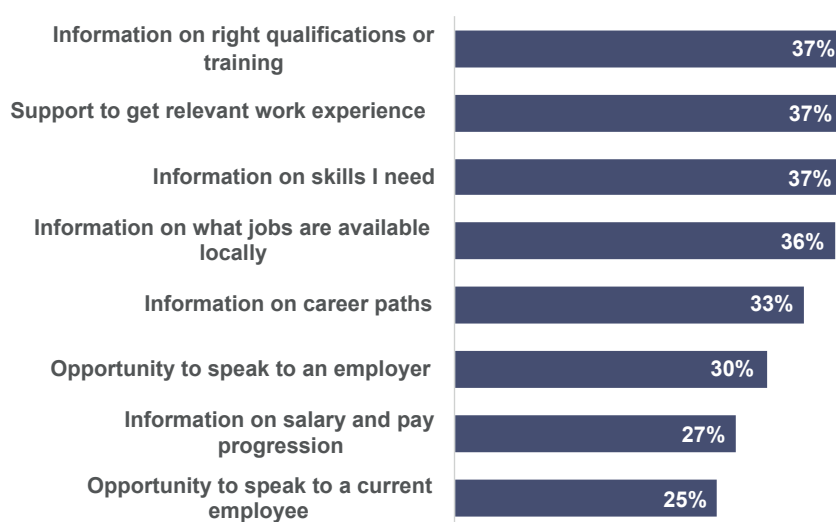 Information on right qualifications or
training
37%
Support to get relevant work experience
37%
Information on skills I need
37%
Information on what jobs are available
locally
36%
Information on career paths
33%
Opportunity to speak to an employer
30%
Information on salary and pay
progression
27%
Opportunity to speak to a current
employee
25%